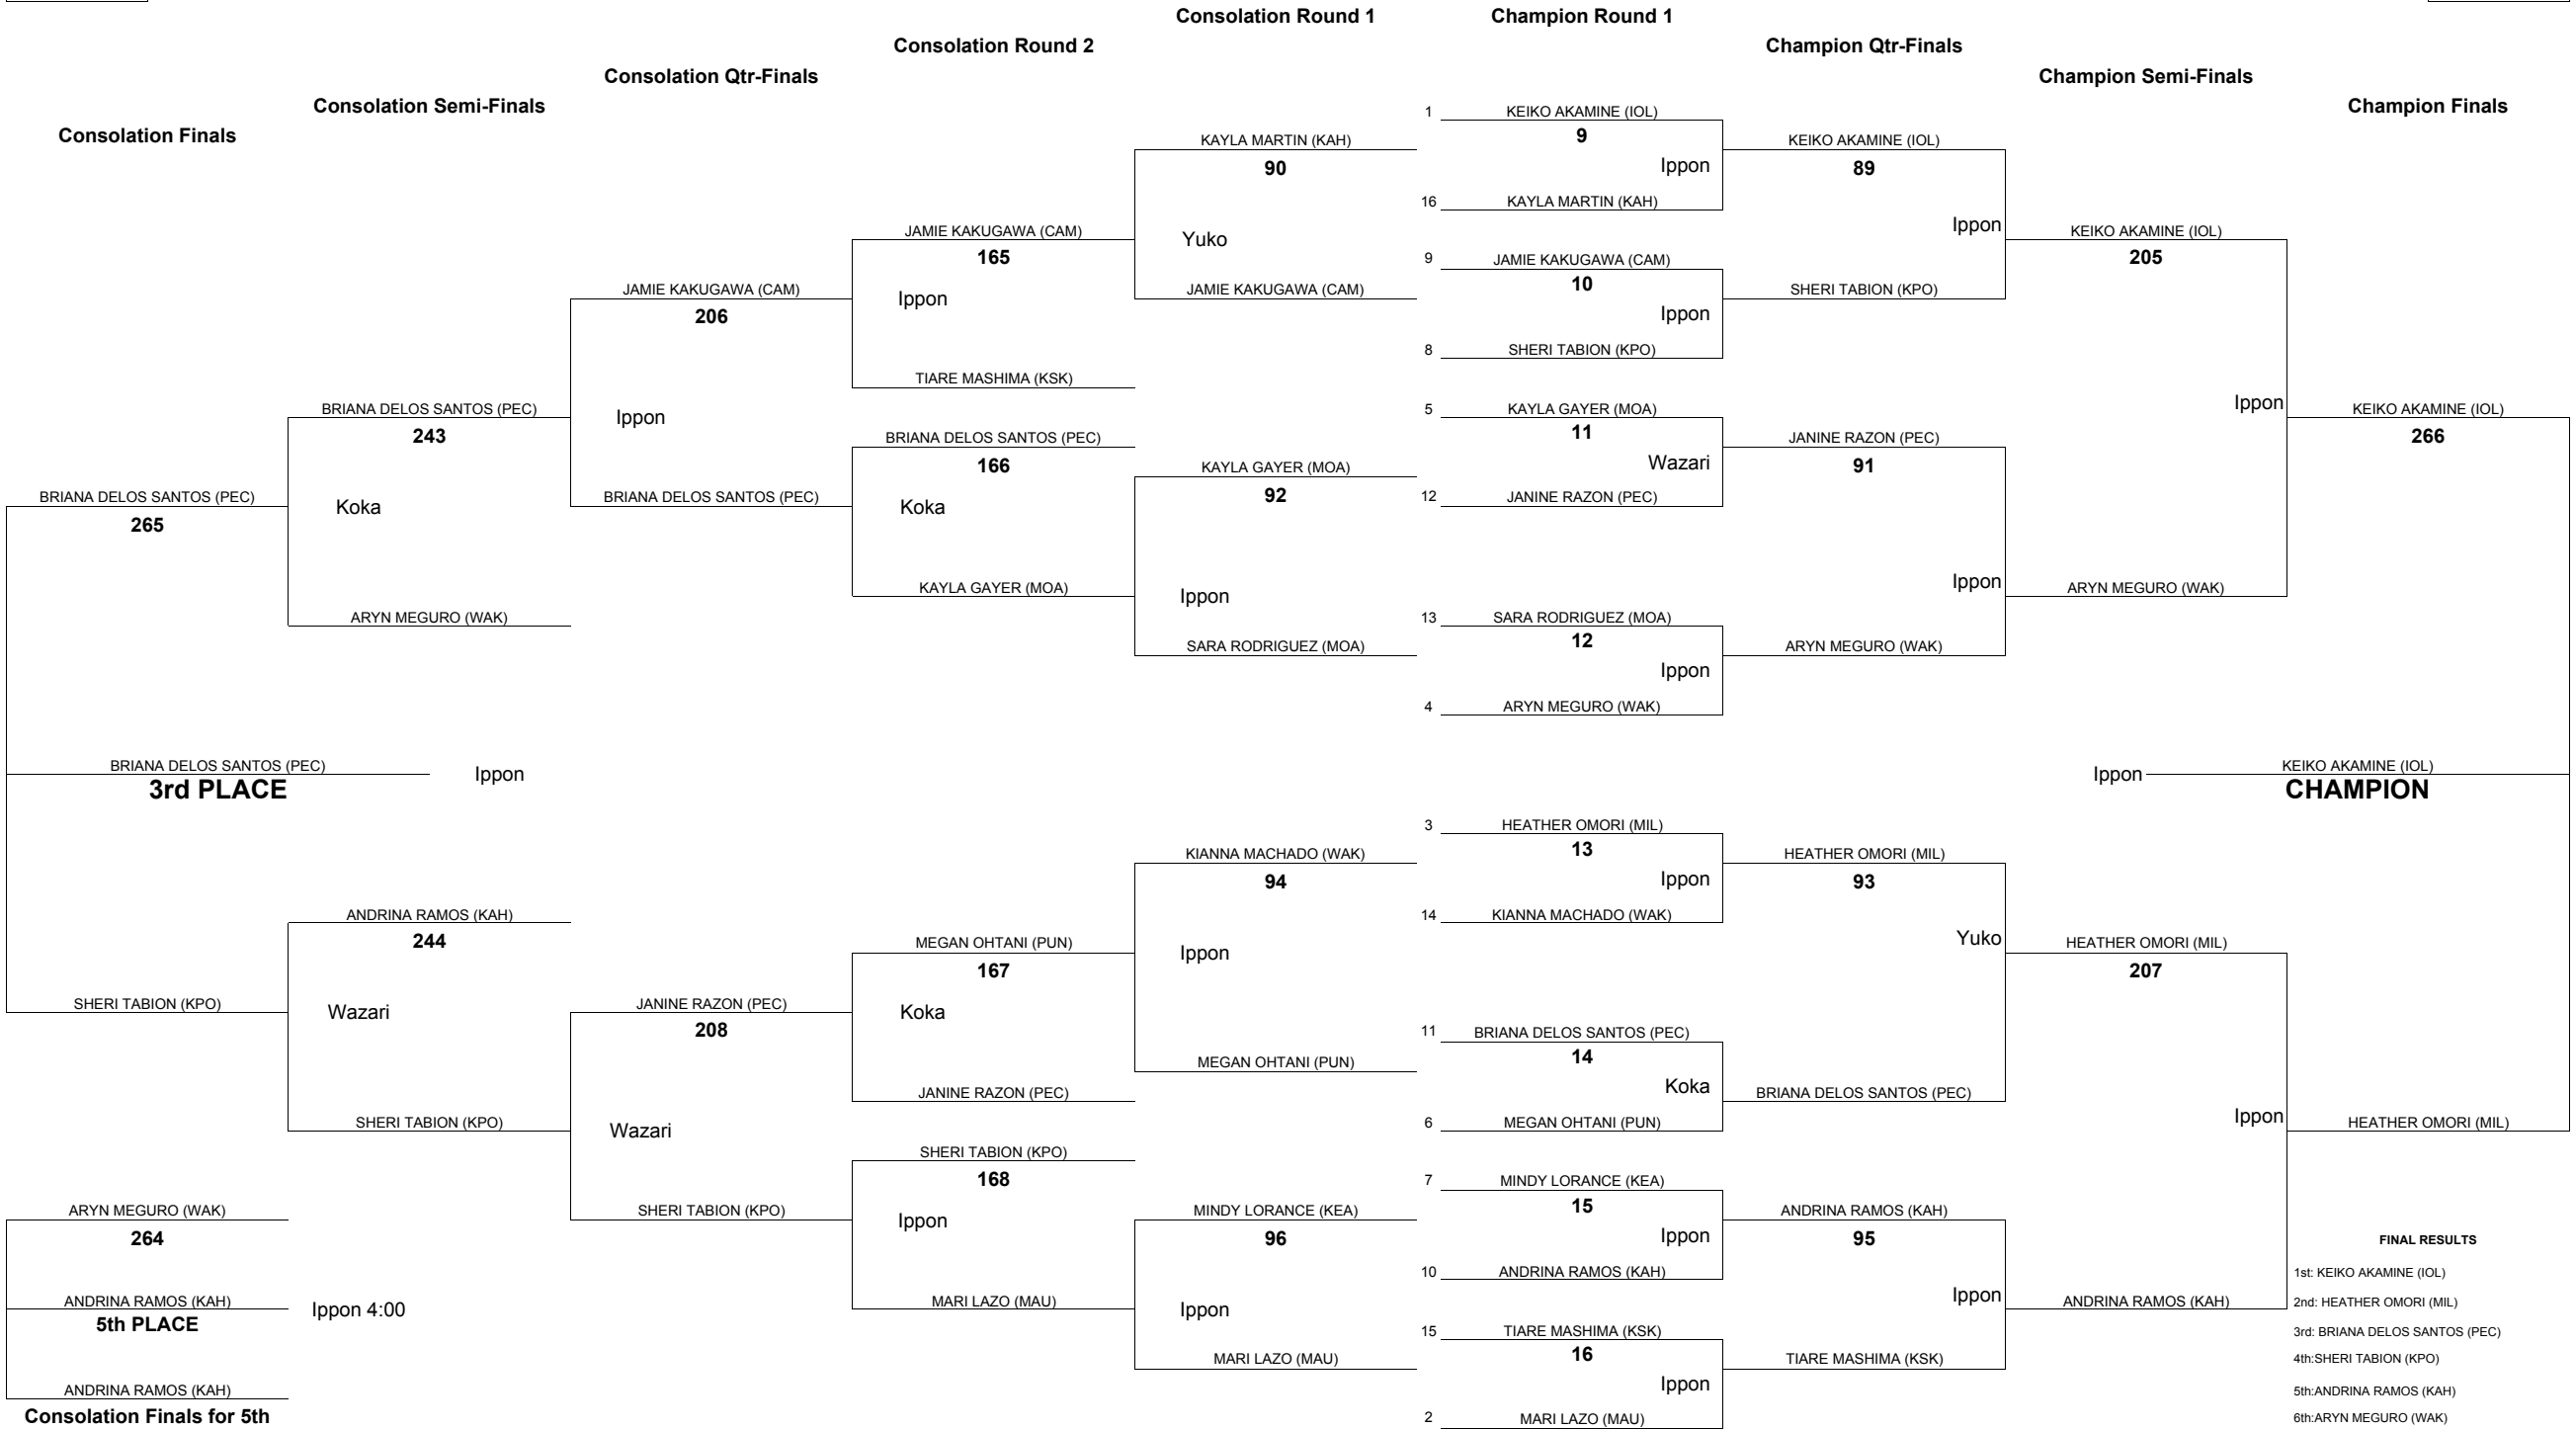 Consolation Round 1
Champion Round 1
Consolation Round 2
Champion Qtr-Finals
Consolation Qtr-Finals
Champion Semi-Finals
Consolation Semi-Finals
Champion Finals
Consolation Finals
1 KEIKO AKAMINE (IOL)
9
Ippon
16 KAYLA MARTIN (KAH)
9 JAMIE KAKUGAWA (CAM)
10
Ippon
8 SHERI TABION (KPO)
5 KAYLA GAYER (MOA)
11
Wazari
12 JANINE RAZON (PEC)
13 SARA RODRIGUEZ (MOA)
12
Ippon
4 ARYN MEGURO (WAK)
3 HEATHER OMORI (MIL)
13
Ippon
14 KIANNA MACHADO (WAK)
11 BRIANA DELOS SANTOS (PEC)
14
Koka
6 MEGAN OHTANI (PUN)
7 MINDY LORANCE (KEA)
15
Ippon
10 ANDRINA RAMOS (KAH)
15 TIARE MASHIMA (KSK)
16
Ippon
2 MARI LAZO (MAU)
KEIKO AKAMINE (IOL)
89
Ippon
SHERI TABION (KPO)
JANINE RAZON (PEC)
91
Ippon
ARYN MEGURO (WAK)
HEATHER OMORI (MIL)
93
Yuko
BRIANA DELOS SANTOS (PEC)
ANDRINA RAMOS (KAH)
95
Ippon
TIARE MASHIMA (KSK)
KEIKO AKAMINE (IOL)
205
Ippon
ARYN MEGURO (WAK)
HEATHER OMORI (MIL)
207
Ippon
ANDRINA RAMOS (KAH)
KEIKO AKAMINE (IOL)
266
Ippon
KEIKO AKAMINE (IOL)
CHAMPION
HEATHER OMORI (MIL)
KAYLA MARTIN (KAH)
90
Yuko
JAMIE KAKUGAWA (CAM)
KAYLA GAYER (MOA)
92
Ippon
SARA RODRIGUEZ (MOA)
KIANNA MACHADO (WAK)
94
Ippon
MEGAN OHTANI (PUN)
MINDY LORANCE (KEA)
96
Ippon
MARI LAZO (MAU)
JAMIE KAKUGAWA (CAM)
165
Ippon
TIARE MASHIMA (KSK)
BRIANA DELOS SANTOS (PEC)
166
Koka
KAYLA GAYER (MOA)
MEGAN OHTANI (PUN)
167
Koka
JANINE RAZON (PEC)
SHERI TABION (KPO)
168
Ippon
MARI LAZO (MAU)
JAMIE KAKUGAWA (CAM)
206
Ippon
BRIANA DELOS SANTOS (PEC)
JANINE RAZON (PEC)
208
Wazari
SHERI TABION (KPO)
BRIANA DELOS SANTOS (PEC)
243
Koka
ARYN MEGURO (WAK)
ANDRINA RAMOS (KAH)
244
Wazari
SHERI TABION (KPO)
BRIANA DELOS SANTOS (PEC)
265
BRIANA DELOS SANTOS (PEC)
Ippon
3rd PLACE
SHERI TABION (KPO)
ARYN MEGURO (WAK)
264
ANDRINA RAMOS (KAH)
Ippon 4:00
5th PLACE
ANDRINA RAMOS (KAH)
Consolation Finals for 5th
FINAL RESULTS
1st: KEIKO AKAMINE (IOL)
2nd: HEATHER OMORI (MIL)
3rd: BRIANA DELOS SANTOS (PEC)
4th:SHERI TABION (KPO)
5th:ANDRINA RAMOS (KAH)
6th:ARYN MEGURO (WAK)